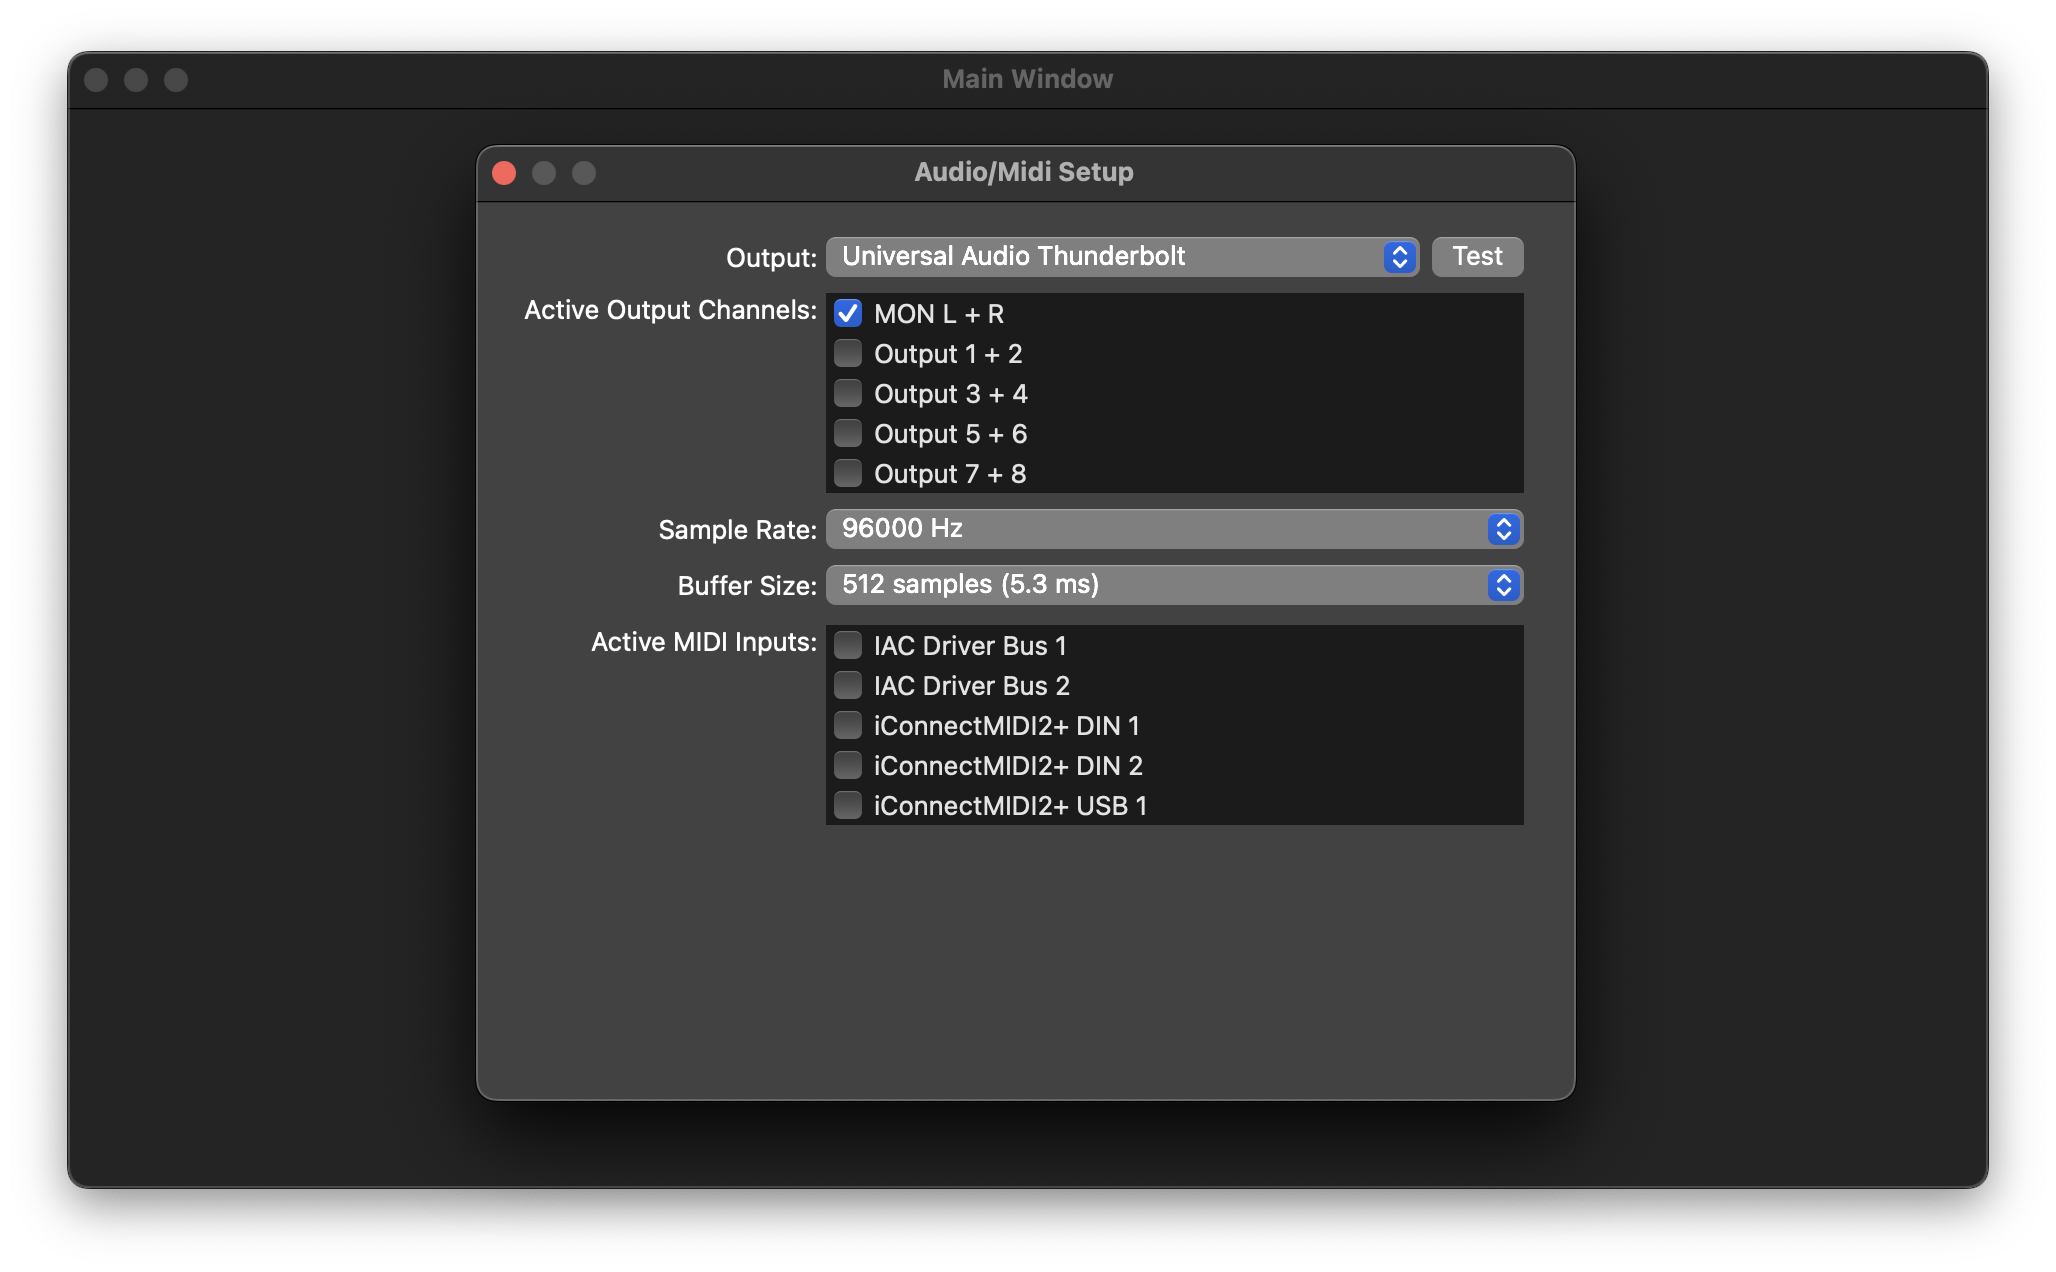 Main Window
Audio/Midi Setup
Output: Universal Audio Thunderbolt Test
Active Output Channels: MON L + R
Output 1 + 2
Output 3 + 4
Output 5 + 6
Output 7 + 8
Sample Rate: 96000 Hz
Buffer Size: 512 samples (5.3 ms)
Active MIDI Inputs: IAC Driver Bus 1
IAC Driver Bus 2
iConnectMIDI2+ DIN 1
iConnectMIDI2+ DIN 2
iConnectMIDI2+ USB 1